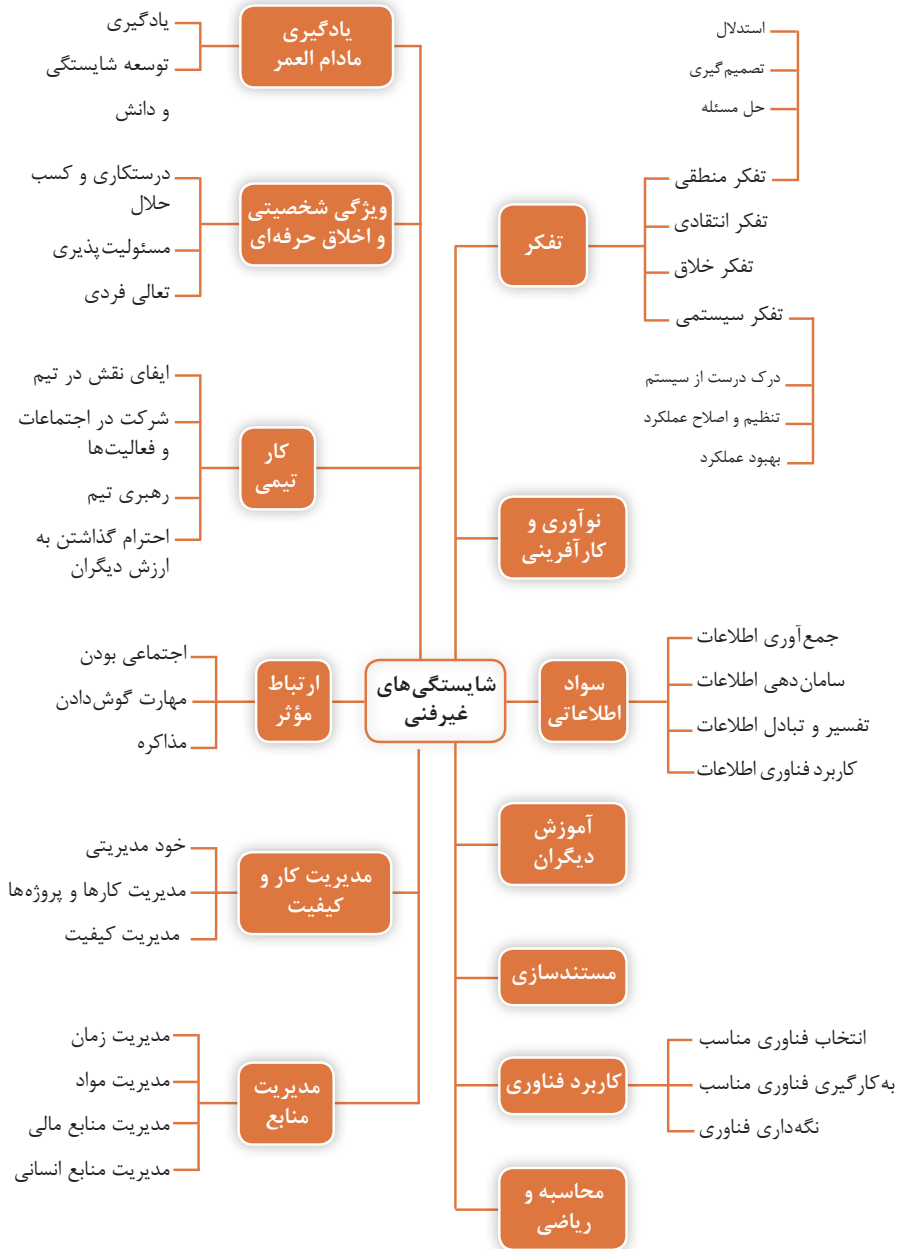 استدلال
تصمیم‌گیری
حل مسئله
تفکر منطقی
تفکر انتقادی
تفکر خلاق
تفکر سیستمی
تفکر
درک درست از سیستم
تنظیم و اصلاح عملکرد
بهبود عملکرد
نوآوری و
کارآفرینی
جمع‌آوری اطلاعات
سامان‌دهی اطلاعات
تفسیر و تبادل اطلاعات
کاربرد فناوری اطلاعات
سواد
اطلاعاتی
شایستگی‌های
غیرفنی
آموزش
دیگران
مستندسازی
انتخاب فناوری مناسب
به‌کارگیری فناوری مناسب
نگه‌داری فناوری
کاربرد فناوری
محاسبه و
ریاضی
یادگیری
مادام العمر
یادگیری
توسعه شایستگی
و دانش
ویژگی شخصیتی
و اخلاق حرفه‌ای
درستکاری و کسب
حلال
مسئولیت‌پذیری
تعالی فردی
کار
تیمی
ایفای نقش در تیم
شرکت در اجتماعات
و فعالیت‌ها
رهبری تیم
احترام گذاشتن به
ارزش دیگران
ارتباط
مؤثر
اجتماعی بودن
مهارت گوش‌دادن
مذاکره
مدیریت کار و
کیفیت
خود مدیریتی
مدیریت کارها و پروژه‌ها
مدیریت کیفیت
مدیریت
منابع
مدیریت زمان
مدیریت مواد
مدیریت منابع مالی
مدیریت منابع انسانی